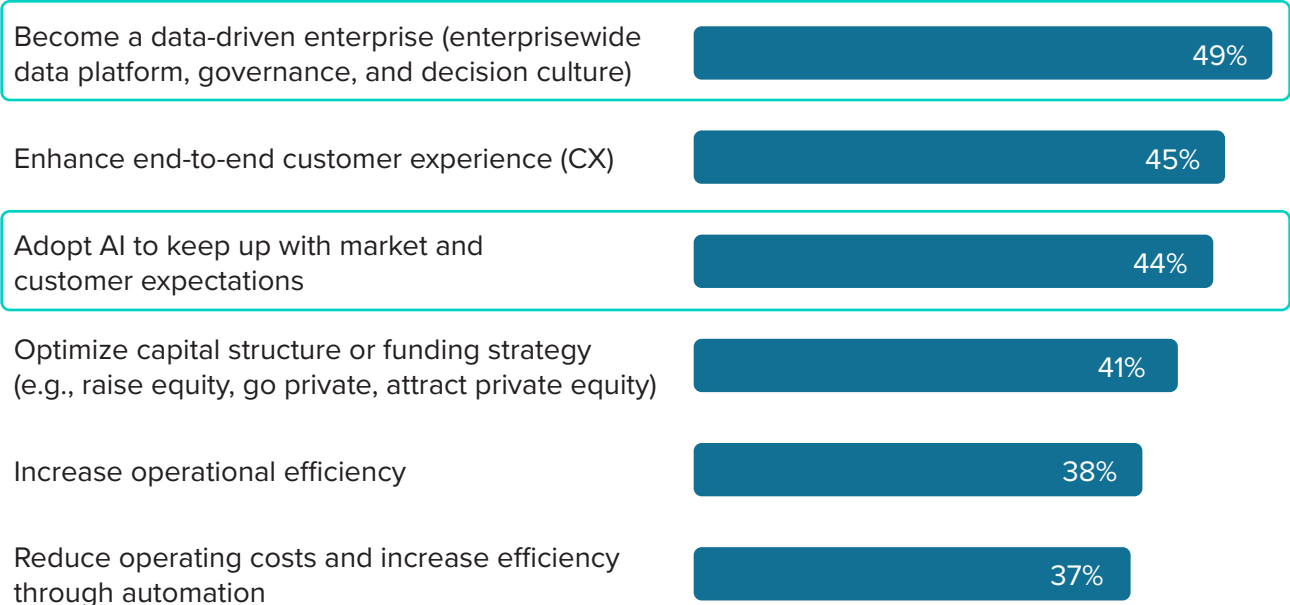 Become a data-driven enterprise (enterprisewide
data platform, governance, and decision culture)
49%
Enhance end-to-end customer experience (CX)
45%
Adopt AI to keep up with market and
customer expectations
44%
Optimize capital structure or funding strategy
(e.g., raise equity, go private, attract private equity)
41%
Increase operational efficiency
38%
Reduce operating costs and increase efficiency
through automation
37%